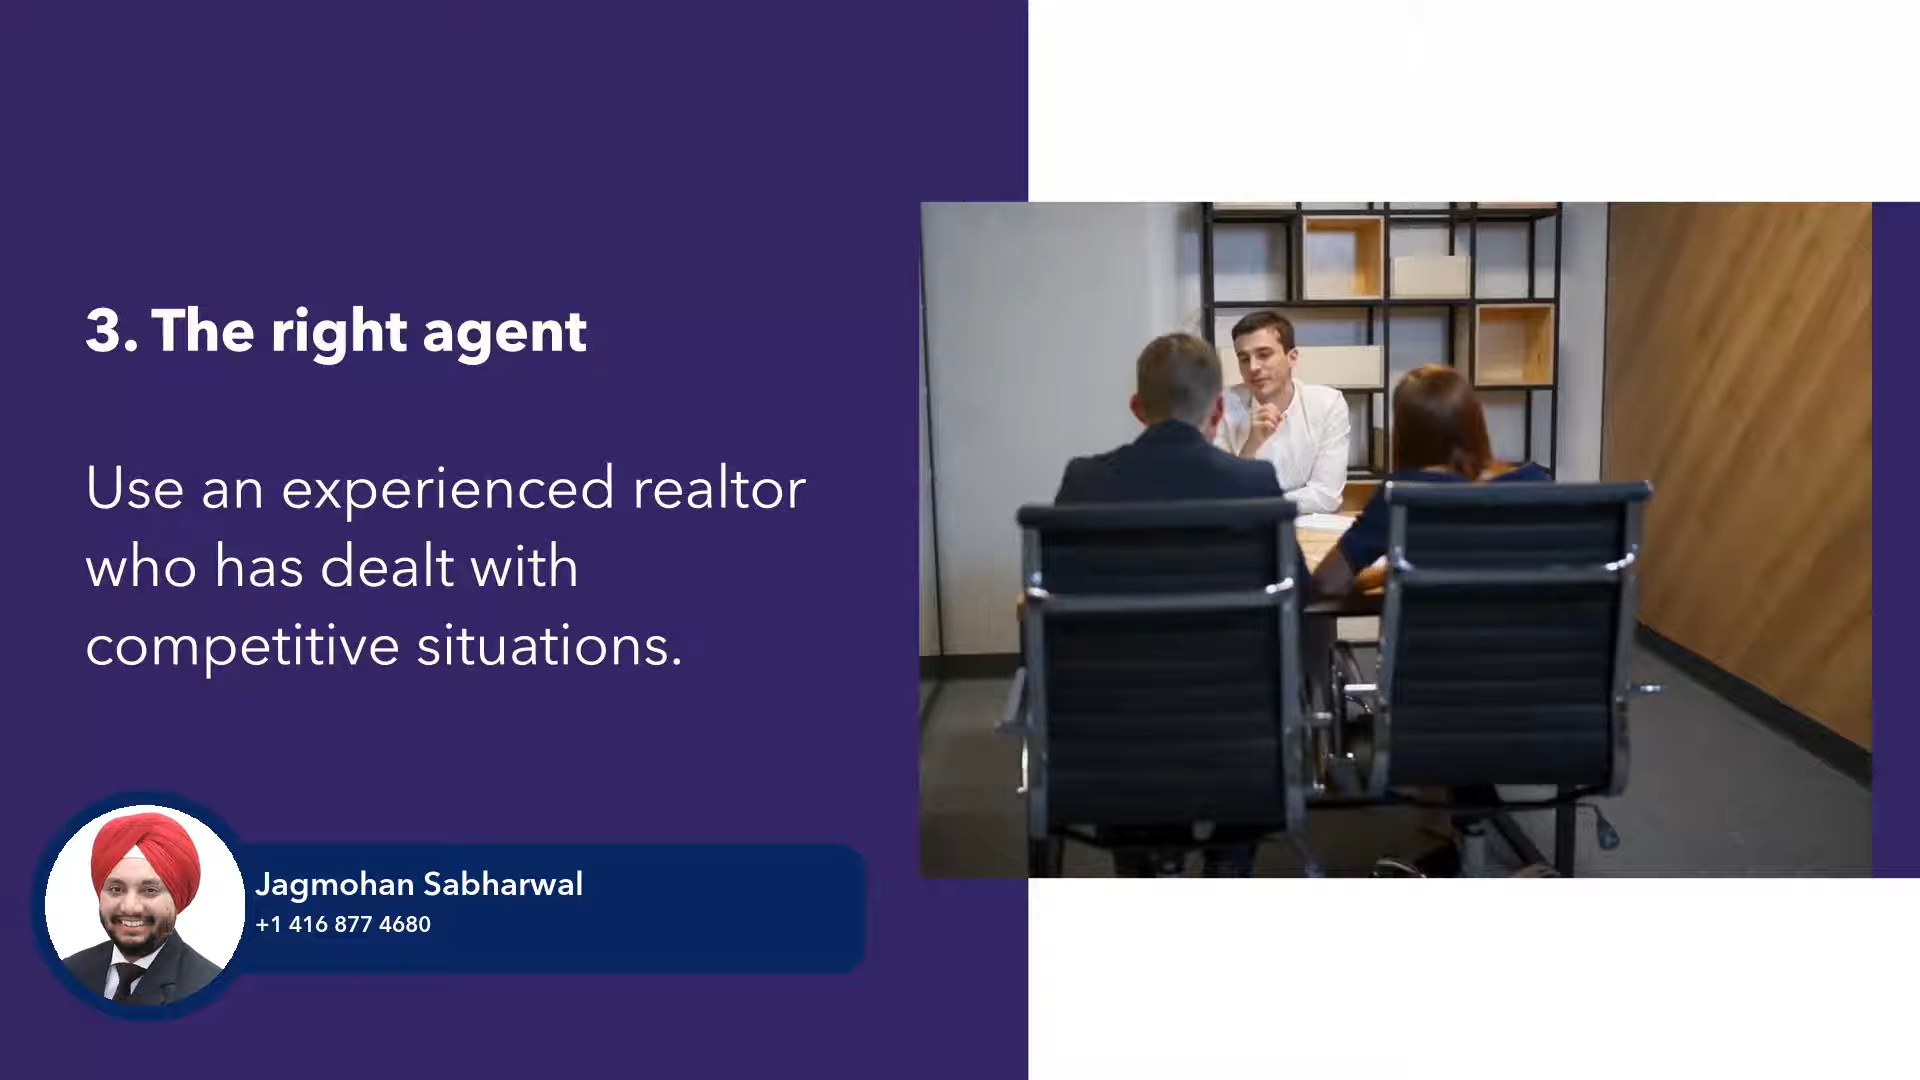 3. The right agent
Use an experienced realtor
who has dealt with
competitive situations.
Jagmohan Sabharwal
+1 416 877 4680